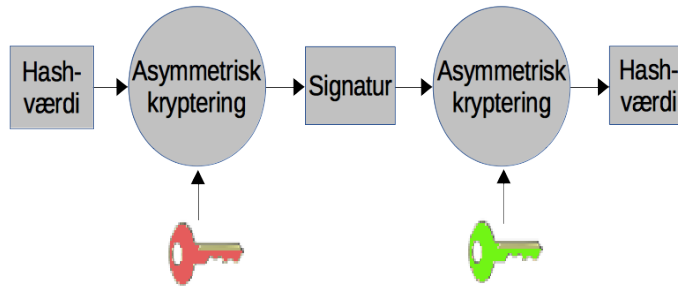 Hash-
værdi
Asymmetrisk
kryptering
Signatur
Asymmetrisk
kryptering
Hash-
værdi